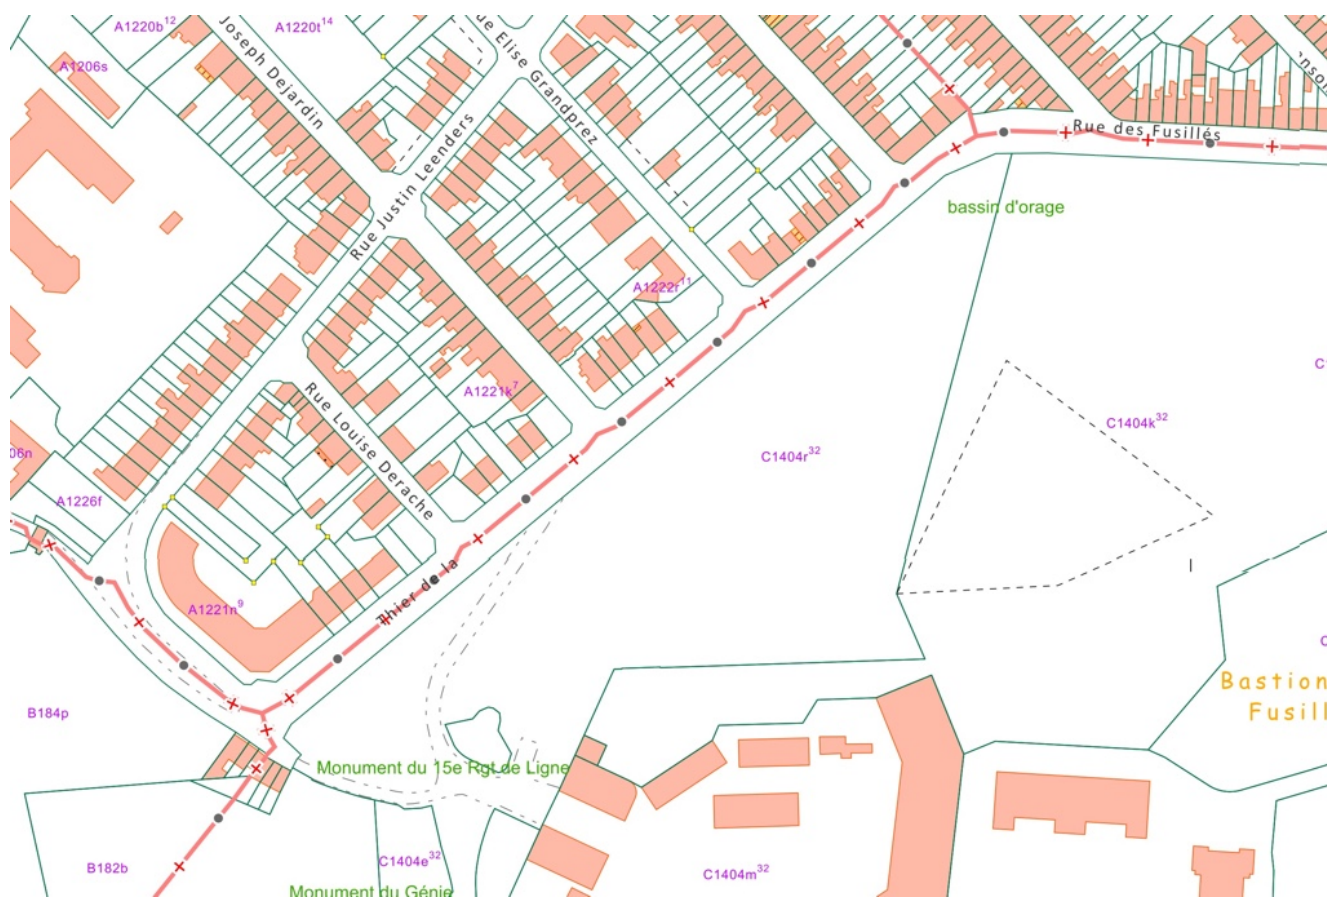 A1220b12
A1220t14
Joseph Dejardin
Rue Elise Grandprez
A1206s
Rue des Fusillés
Rue Justin Leenders
bassin d'orage
A1222r11
A1221k7
C1404k32
Rue Louise Derache
C1404r32
A1226f
Thier de la
A1221n9
Bastion
Fusill
B184p
Monument du 15e Rgt de Ligne
B182b
C1404e32
C1404m32
Monument du Génie